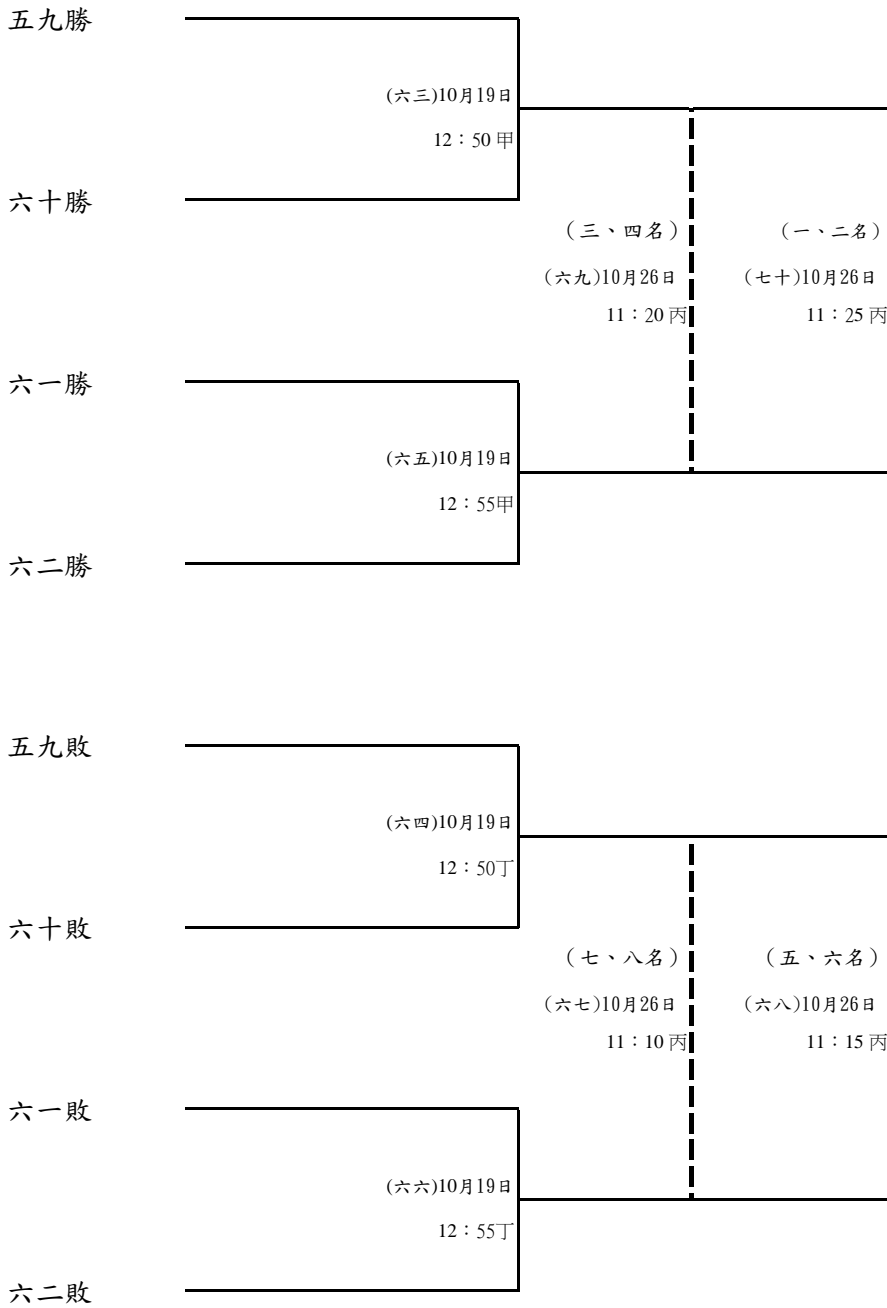 五九勝
(六三)10月19日
12：50 甲
六十勝
（三、四名） （一、二名）
(六九)10月26日 (七十)10月26日
11：20 丙 11：25 丙
六一勝
(六五)10月19日
12：55甲
六二勝
五九敗
(六四)10月19日
12：50丁
六十敗
（七、八名） （五、六名）
(六七)10月26日 (六八)10月26日
11：10 丙 11：15 丙
六一敗
(六六)10月19日
12：55丁
六二敗